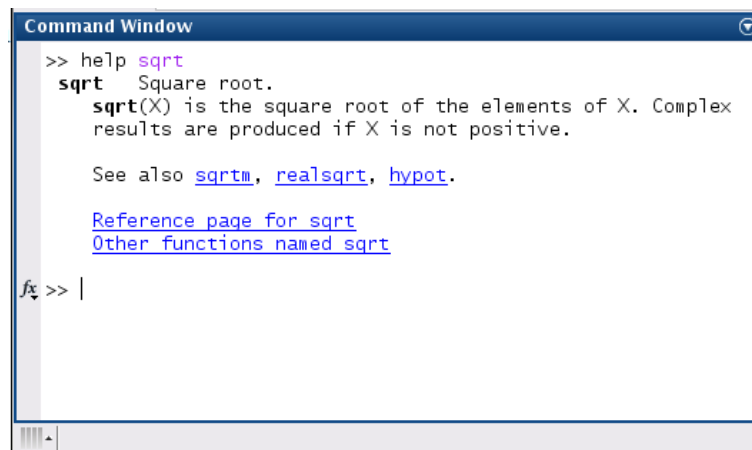 Command Window
>> help sqrt
sqrt   Square root.
sqrt(X) is the square root of the elements of X. Complex
results are produced if X is not positive.
See also sqrtm, realsqrt, hypot.
Reference page for sqrt
Other functions named sqrt
fx >>